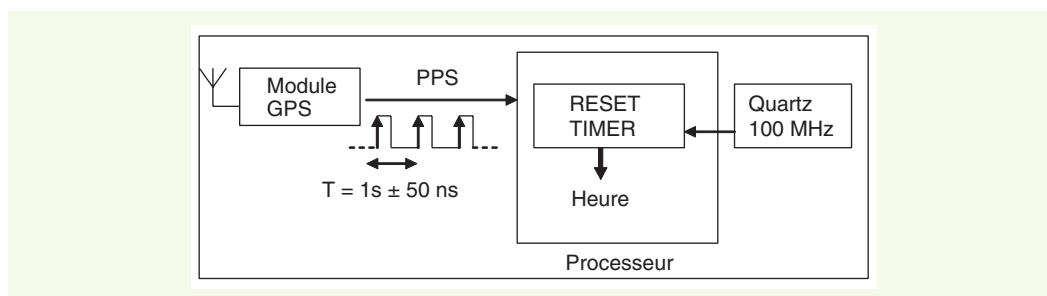 Module
GPS
PPS
T = 1s ± 50 ns
RESET
TIMER
Heure
Quartz
100 MHz
Processeur